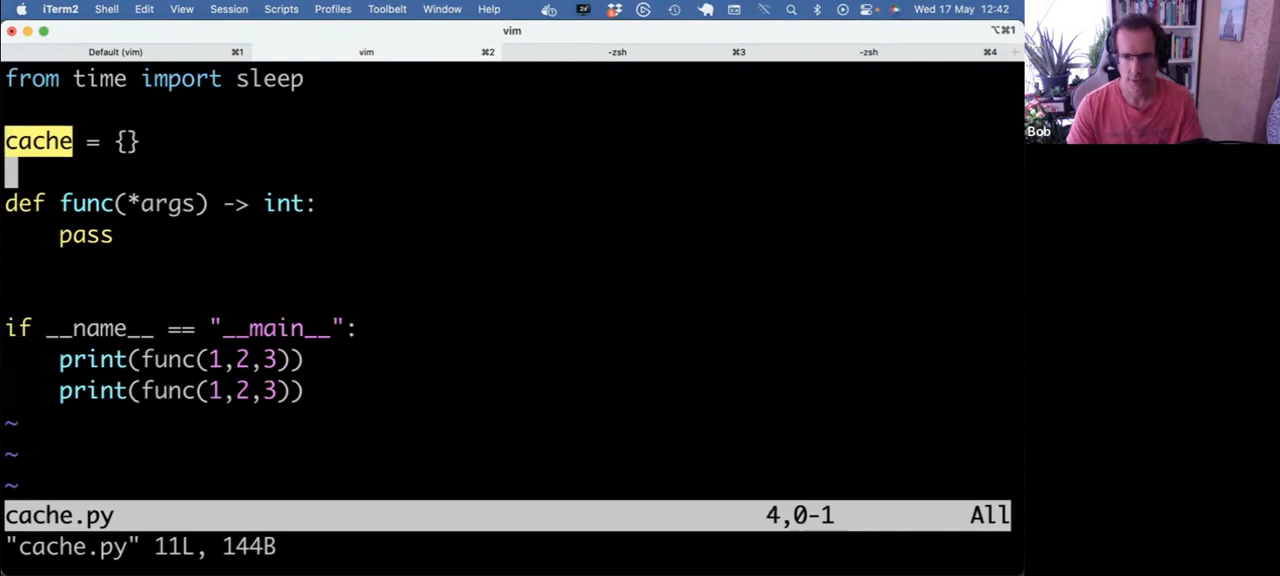 iTerm2 Shell Edit View Session Scripts Profiles Toolbelt Window Help Wed 17 May 12:42
vim ⌥⌘1
Default (vim) ⌘1 vim ⌘2 -zsh ⌘3 -zsh ⌘4
from time import sleep
cache = {}
def func(*args) -> int:
    pass
if __name__ == "__main__":
    print(func(1,2,3))
    print(func(1,2,3))
~
~
~
cache.py 4,0-1 All
"cache.py" 11L, 144B
Bob